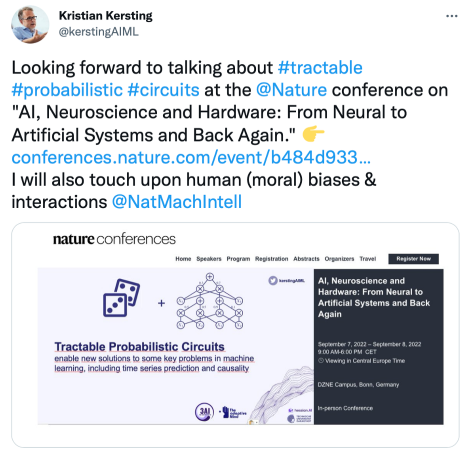 Kristian Kersting
@kerstingAIML
Looking forward to talking about #tractable
#probabilistic #circuits at the @Nature conference on
"AI, Neuroscience and Hardware: From Neural to
Artificial Systems and Back Again." 👉
conferences.nature.com/event/b484d933...
I will also touch upon human (moral) biases &
interactions @NatMachIntell
nature conferences
Home Speakers Program Registration Abstracts Organizers Travel Register Now
kerstingAIML
+
Tractable Probabilistic Circuits
enable new solutions to some key problems in machine
learning, including time series prediction and causality
3AI
+
The Adaptive Mind
AI, Neuroscience and
Hardware: From Neural to
Artificial Systems and Back
Again
September 7, 2022 – September 8, 2022
9:00 AM-6:00 PM CET
Viewing in Central Europe Time
DZNE Campus, Bonn, Germany
In-person Conference